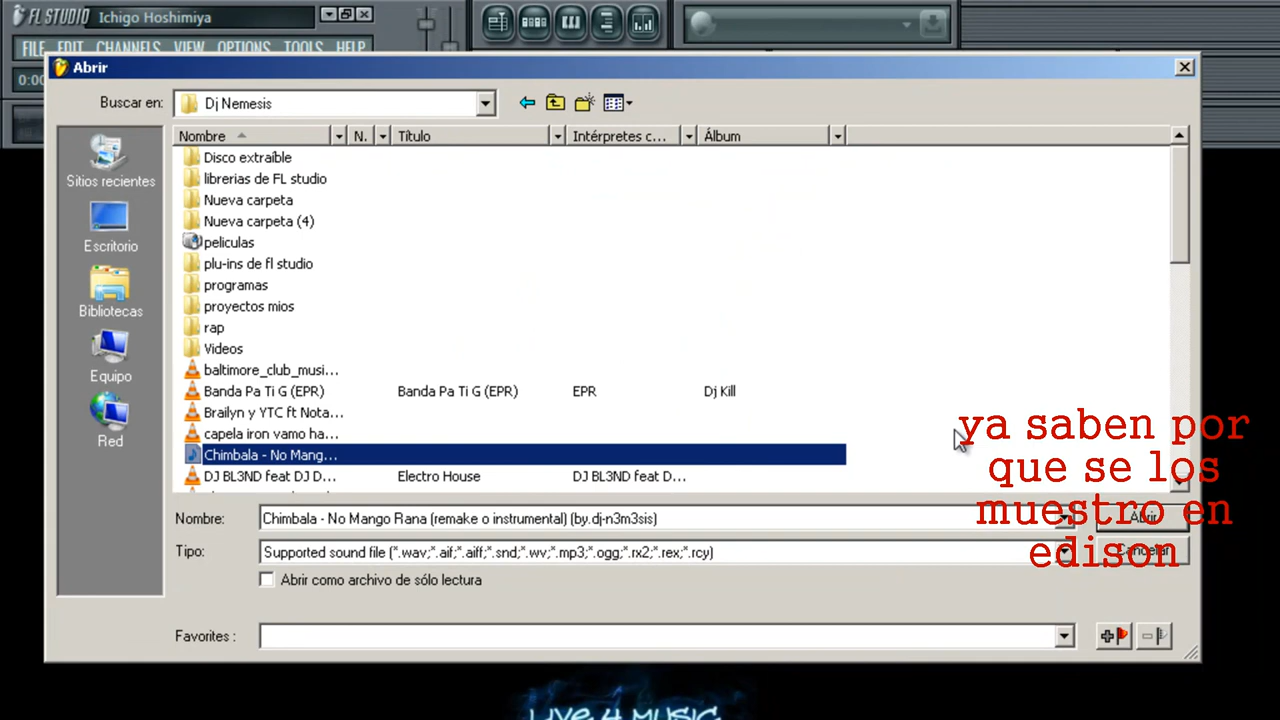 FL STUDIO Ichigo Hoshimiya
FILE EDIT CHANNELS VIEW OPTIONS TOOLS HELP
Abrir
Buscar en: Dj Nemesis
Nombre N. Título Intérpretes c... Álbum
Sitios recientes
Escritorio
Bibliotecas
Equipo
Red
Disco extraíble
librerias de FL studio
Nueva carpeta
Nueva carpeta (4)
peliculas
plu-ins de fl studio
programas
proyectos mios
rap
Videos
baltimore_club_musi...
Banda Pa Ti G (EPR) Banda Pa Ti G (EPR) EPR Dj Kill
Brailyn y YTC ft Nota...
capela iron vamo ha...
Chimbala - No Mang...
DJ BL3ND feat DJ D... Electro House DJ BL3ND feat D...
Nombre: Chimbala - No Mango Rana (remake o instrumental) (by.dj-n3m3sis)
Abrir
Tipo: Supported sound file (*.wav;*.aif;*.aiff;*.snd;*.wv;*.mp3;*.ogg;*.rx2;*.rex;*.rcy)
Cancelar
Abrir como archivo de sólo lectura
Favorites :
ya saben por
que se los
muestro en
edison
LIVE 4 MUSIC